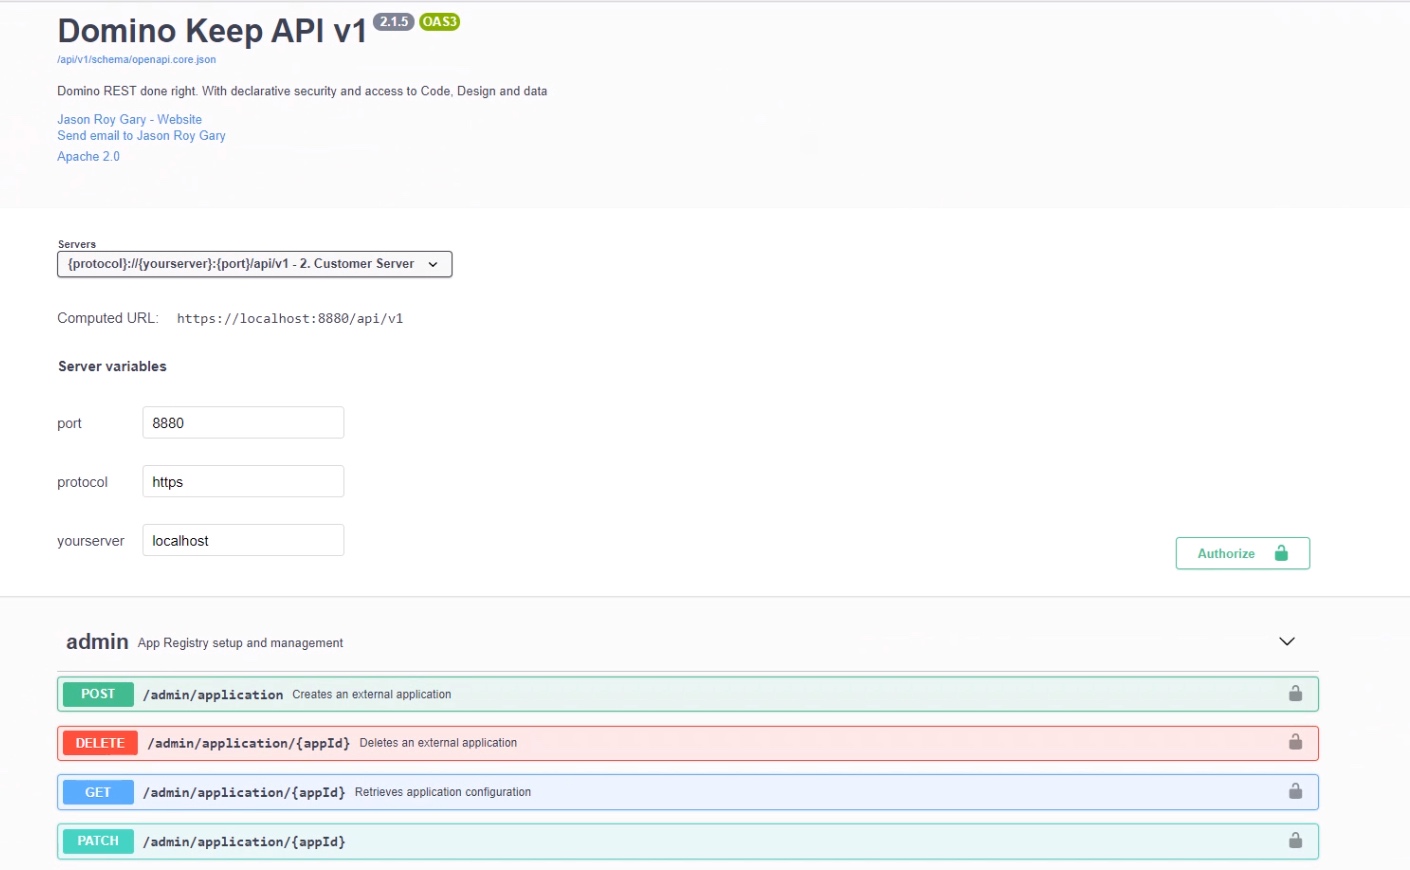 Domino Keep API v1 2.1.5 OAS3
/api/v1/schema/openapi.core.json
Domino REST done right. With declarative security and access to Code, Design and data
Jason Roy Gary - Website
Send email to Jason Roy Gary
Apache 2.0
Servers
{protocol}://{yourserver}:{port}/api/v1 - 2. Customer Server
Computed URL: https://localhost:8880/api/v1
Server variables
port 8880
protocol https
yourserver localhost
Authorize
admin App Registry setup and management
POST /admin/application Creates an external application
DELETE /admin/application/{appId} Deletes an external application
GET /admin/application/{appId} Retrieves application configuration
PATCH /admin/application/{appId}